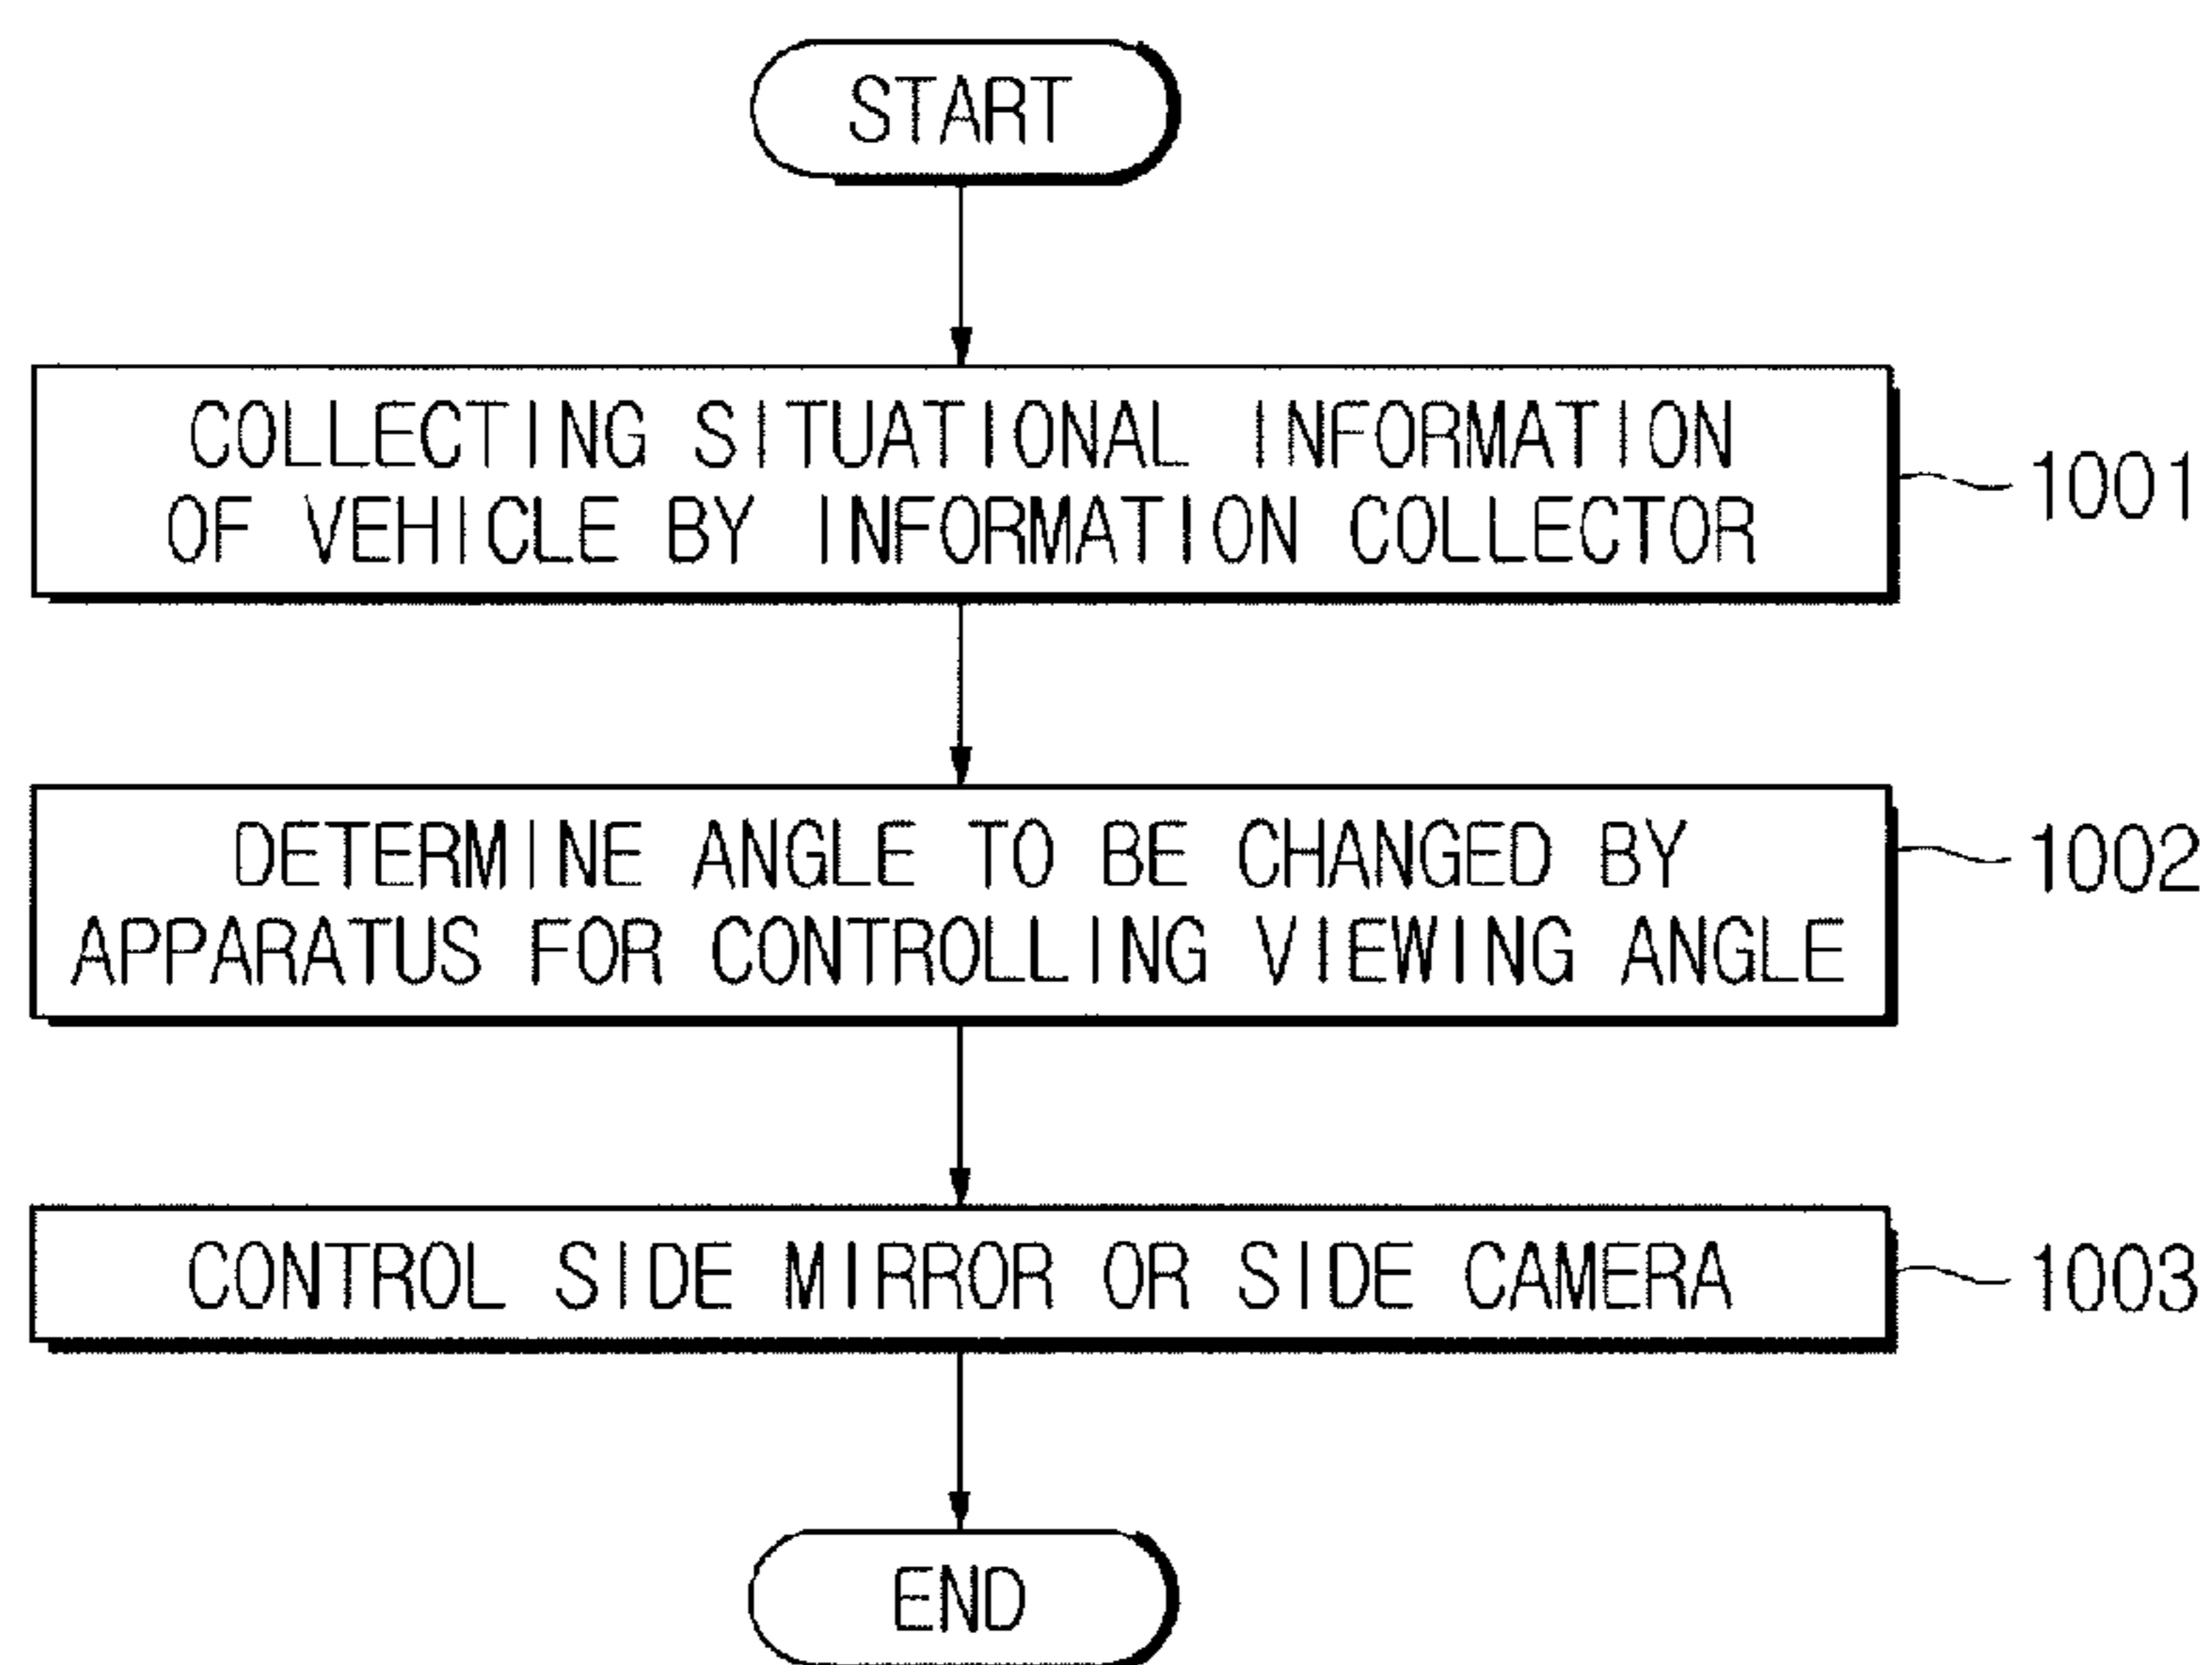 START
COLLECTING SITUATIONAL INFORMATION
OF VEHICLE BY INFORMATION COLLECTOR
1001
DETERMINE ANGLE TO BE CHANGED BY
APPARATUS FOR CONTROLLING VIEWING ANGLE
1002
CONTROL SIDE MIRROR OR SIDE CAMERA
1003
END